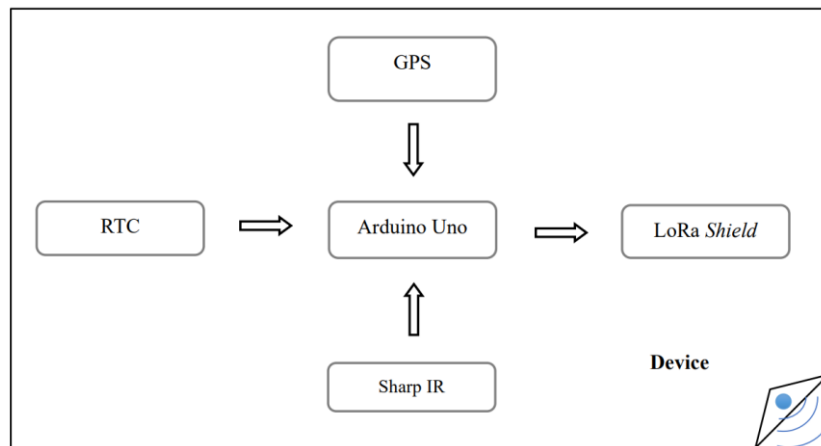 GPS
RTC
Arduino Uno
LoRa Shield
Sharp IR
Device